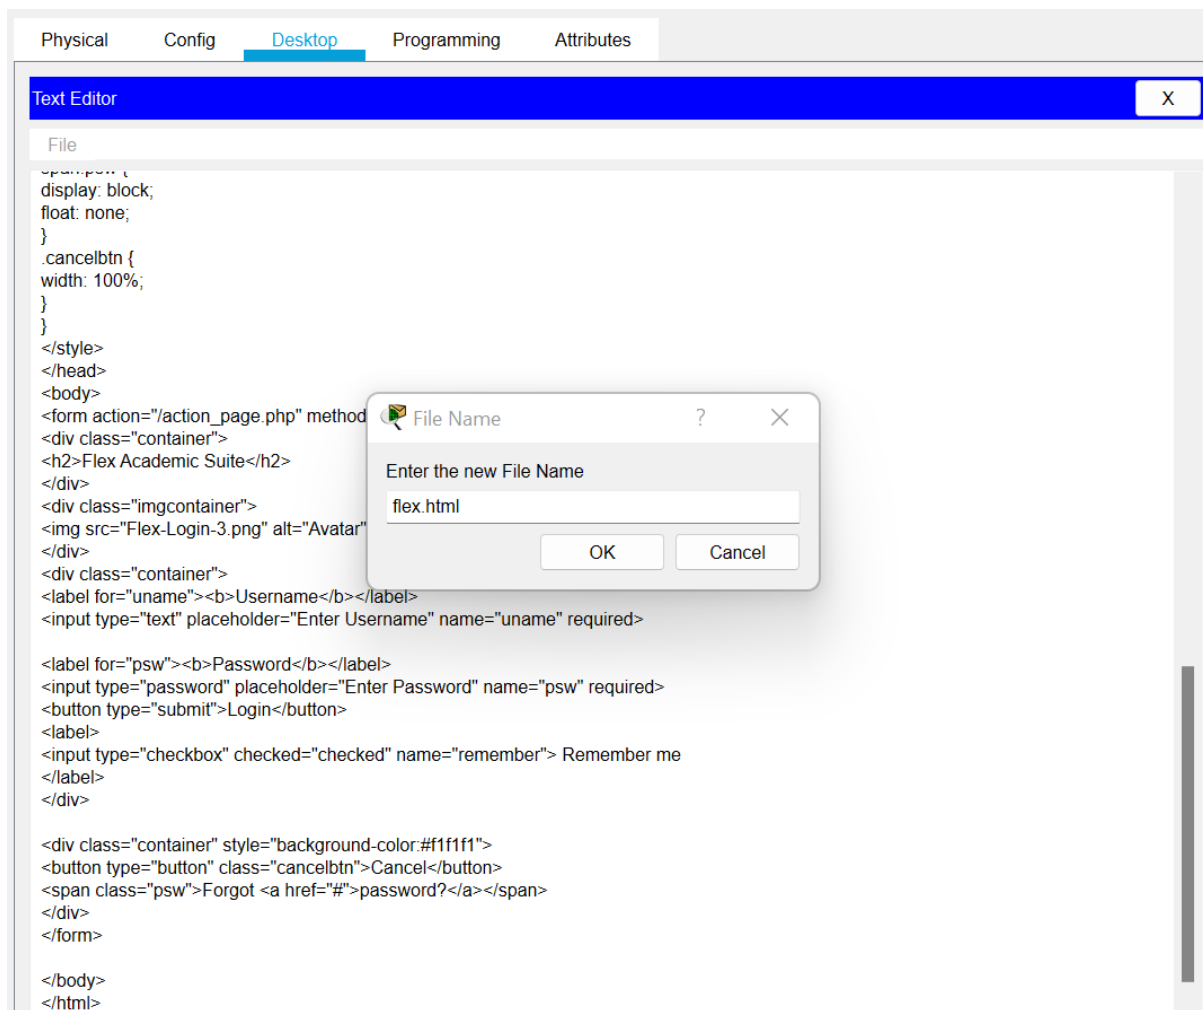 Physical Config Desktop Programming Attributes
Text Editor X
File
span.psw {
display: block;
float: none;
}
.cancelbtn {
width: 100%;
}
}
</style>
</head>
<body>
<form action="/action_page.php" method
<div class="container">
<h2>Flex Academic Suite</h2>
</div>
<div class="imgcontainer">
<img src="Flex-Login-3.png" alt="Avatar"
</div>
<div class="container">
<label for="uname"><b>Username</b></label>
<input type="text" placeholder="Enter Username" name="uname" required>
<label for="psw"><b>Password</b></label>
<input type="password" placeholder="Enter Password" name="psw" required>
<button type="submit">Login</button>
<label>
<input type="checkbox" checked="checked" name="remember"> Remember me
</label>
</div>
<div class="container" style="background-color:#f1f1f1">
<button type="button" class="cancelbtn">Cancel</button>
<span class="psw">Forgot <a href="#">password?</a></span>
</div>
</form>
</body>
</html>
File Name ? X
Enter the new File Name
flex.html
OK Cancel